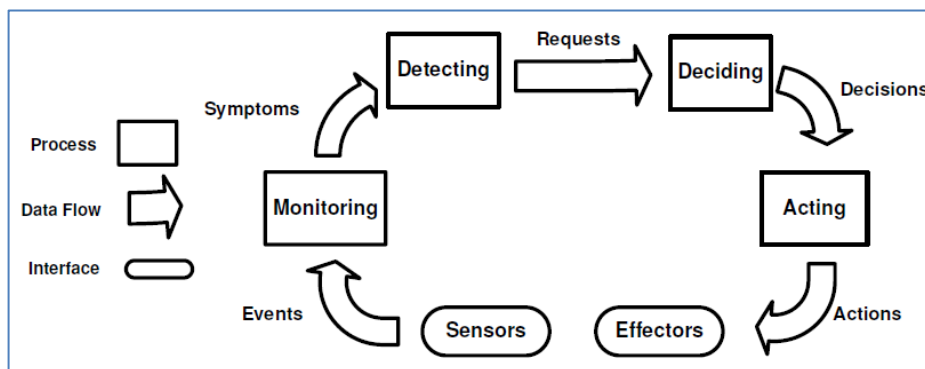 Requests
Detecting
Deciding
Decisions
Symptoms
Process
Monitoring
Acting
Data Flow
Interface
Events
Sensors
Effectors
Actions